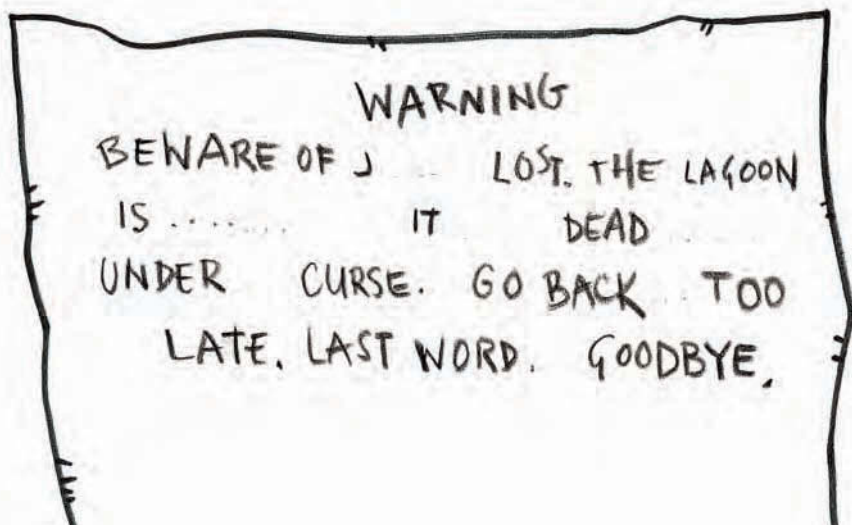 WARNING
BEWARE OF J .. LOST. THE LAGOON
IS ........ IT DEAD
UNDER CURSE. GO BACK .. TOO
LATE. LAST WORD. GOODBYE.